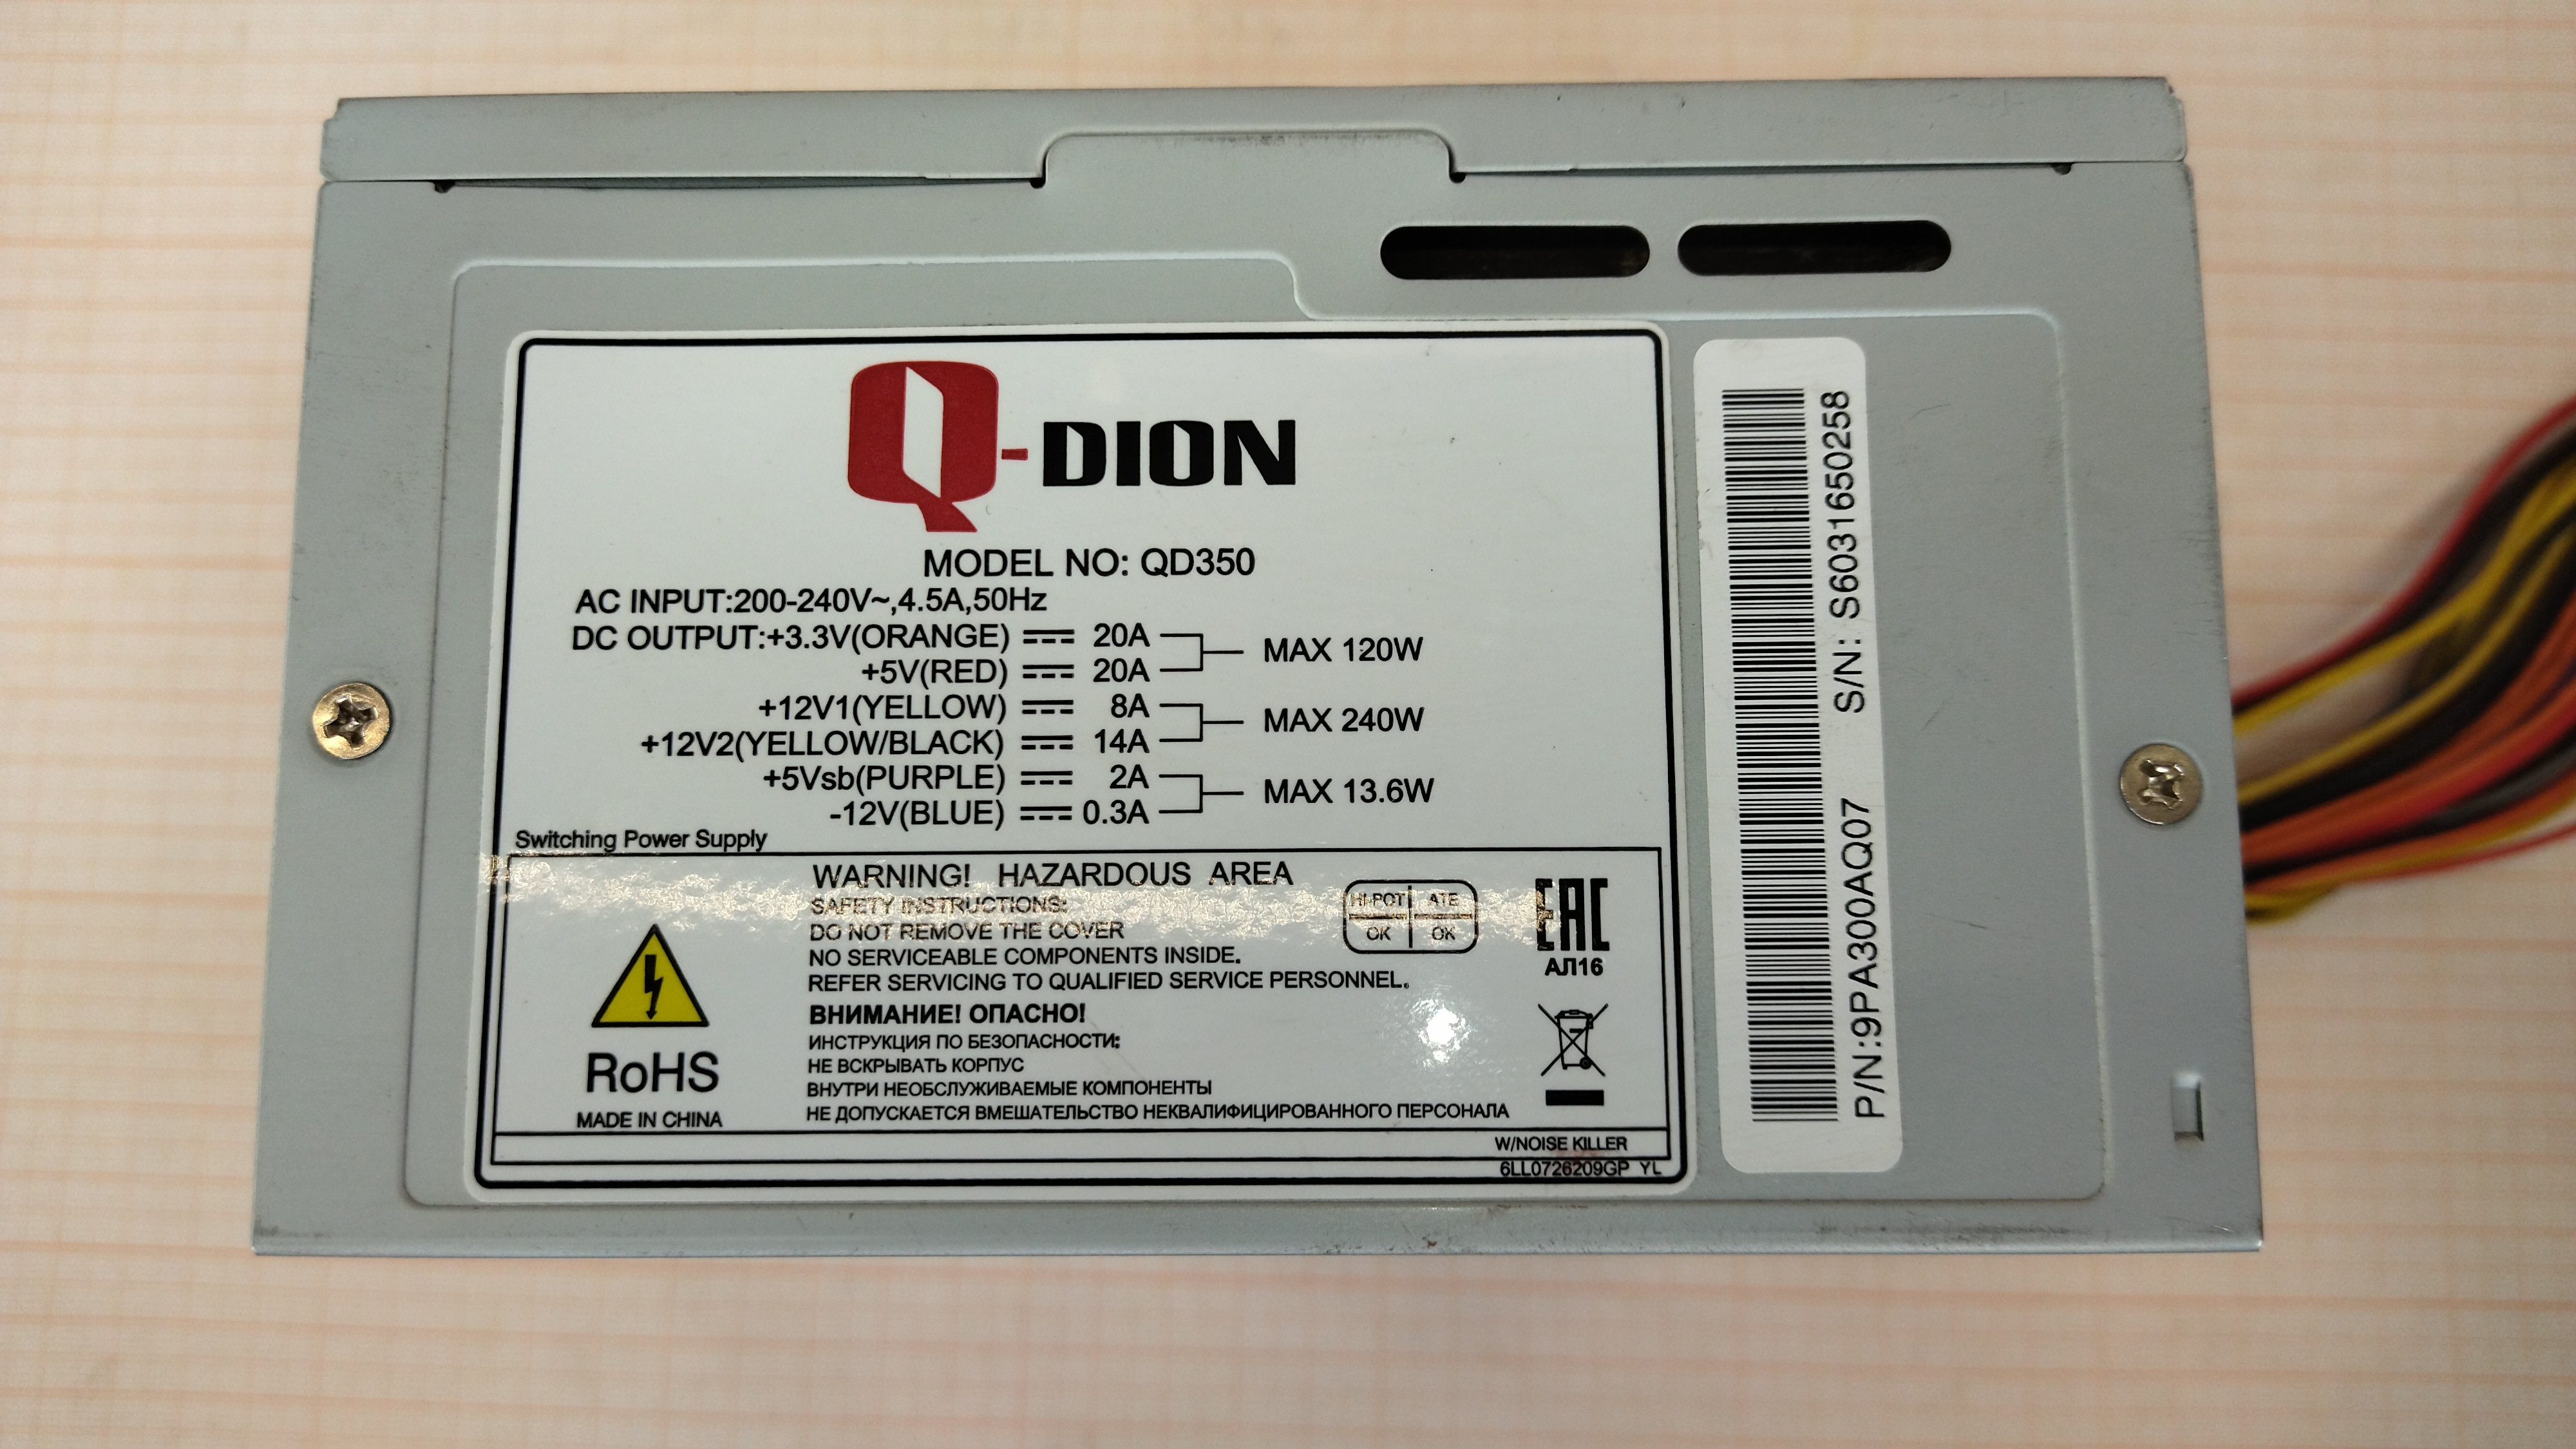 Q-DION
MODEL NO: QD350
AC INPUT:200-240V~,4.5A,50Hz
DC OUTPUT:+3.3V(ORANGE) 20A MAX 120W
+5V(RED) 20A
+12V1(YELLOW) 8A MAX 240W
+12V2(YELLOW/BLACK) 14A
+5Vsb(PURPLE) 2A MAX 13.6W
-12V(BLUE) 0.3A
Switching Power Supply
WARNING! HAZARDOUS AREA
SAFETY INSTRUCTIONS:
DO NOT REMOVE THE COVER
NO SERVICEABLE COMPONENTS INSIDE.
REFER SERVICING TO QUALIFIED SERVICE PERSONNEL.
HI-POT ATE
OK OK
EAC
АЛ16
ВНИМАНИЕ! ОПАСНО!
ИНСТРУКЦИЯ ПО БЕЗОПАСНОСТИ:
НЕ ВСКРЫВАТЬ КОРПУС
ВНУТРИ НЕОБСЛУЖИВАЕМЫЕ КОМПОНЕНТЫ
НЕ ДОПУСКАЕТСЯ ВМЕШАТЕЛЬСТВО НЕКВАЛИФИЦИРОВАННОГО ПЕРСОНАЛА
RoHS
MADE IN CHINA
W/NOISE KILLER
6LL0726209GP YL
S/N: S6031650258
P/N:9PA300AQ07